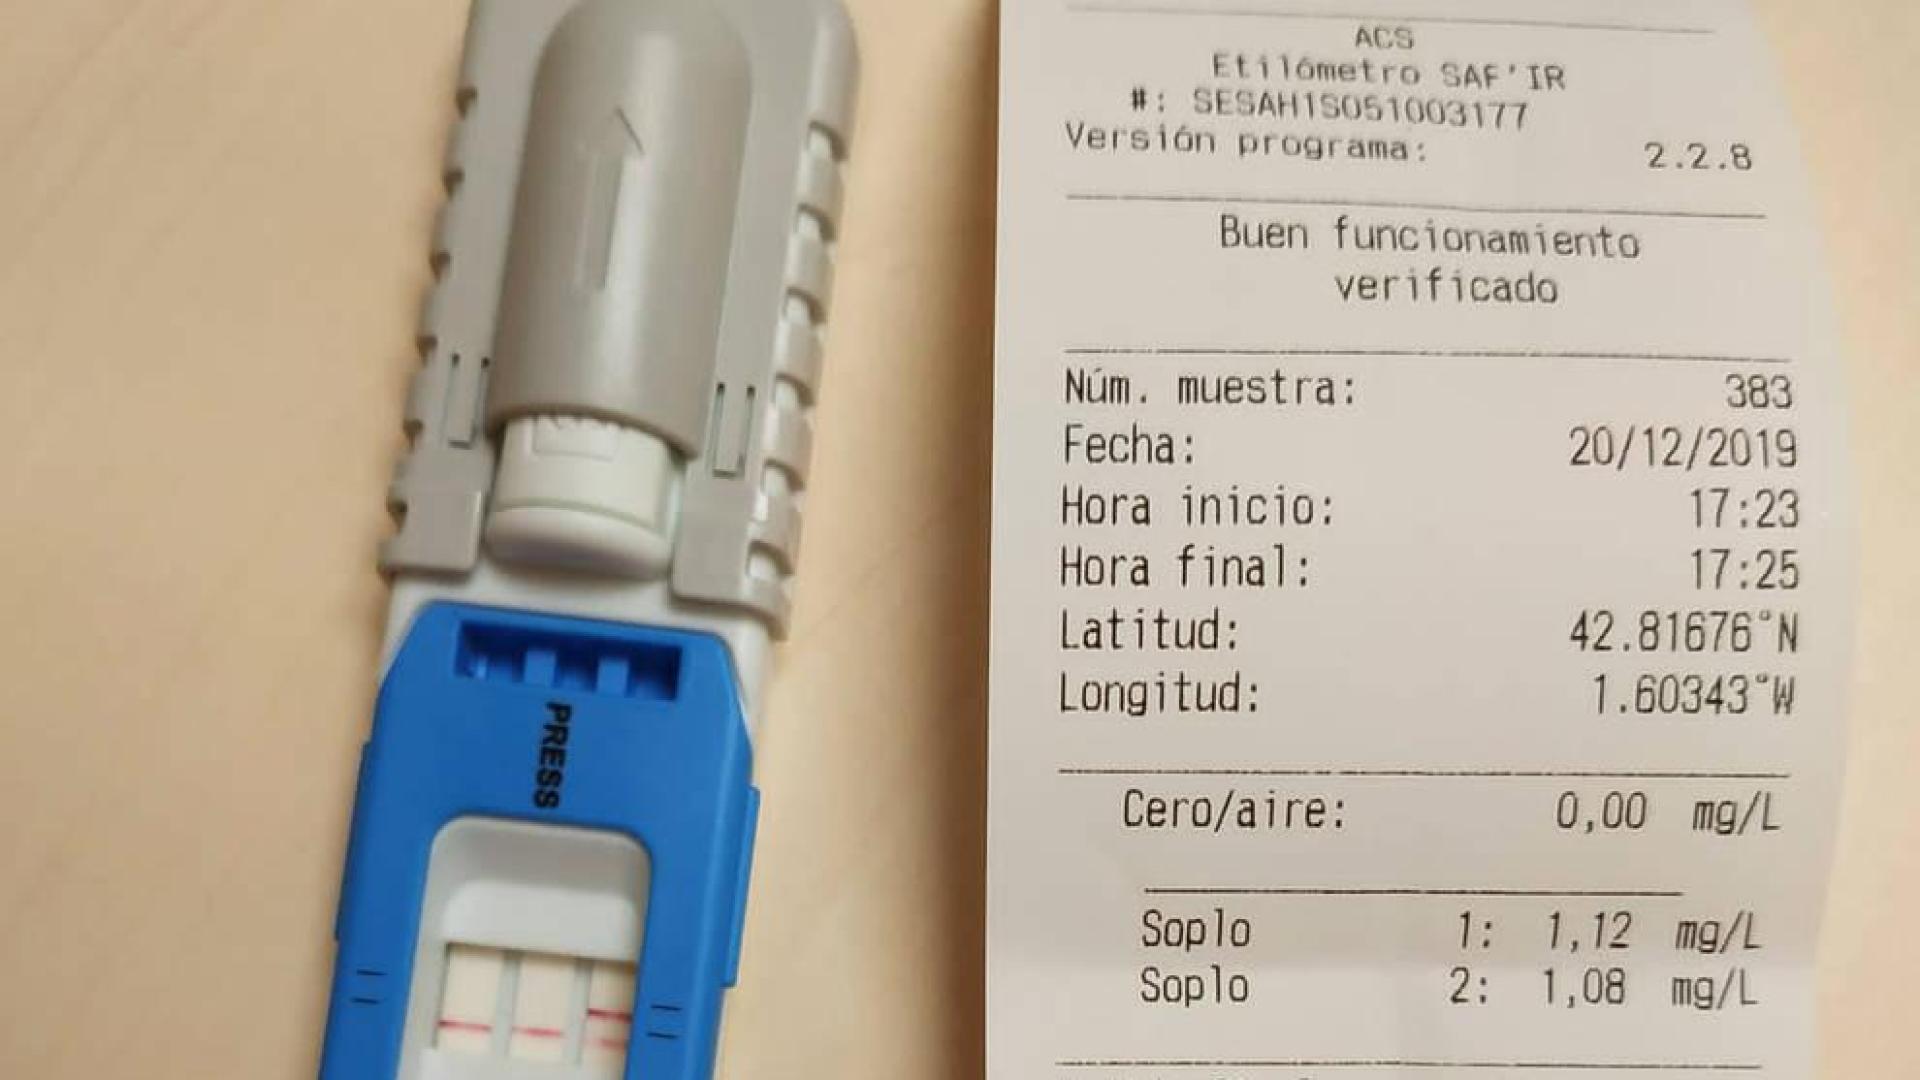 ACS
Etilómetro SAF'IR
#: SESAH1S051003177
Versión programa: 2.2.8
Buen funcionamiento
verificado
Núm. muestra: 383
Fecha: 20/12/2019
Hora inicio: 17:23
Hora final: 17:25
Latitud: 42.81676°N
Longitud: 1.60343°W
Cero/aire: 0,00 mg/L
Soplo 1: 1,12 mg/L
Soplo 2: 1,08 mg/L
PRESS